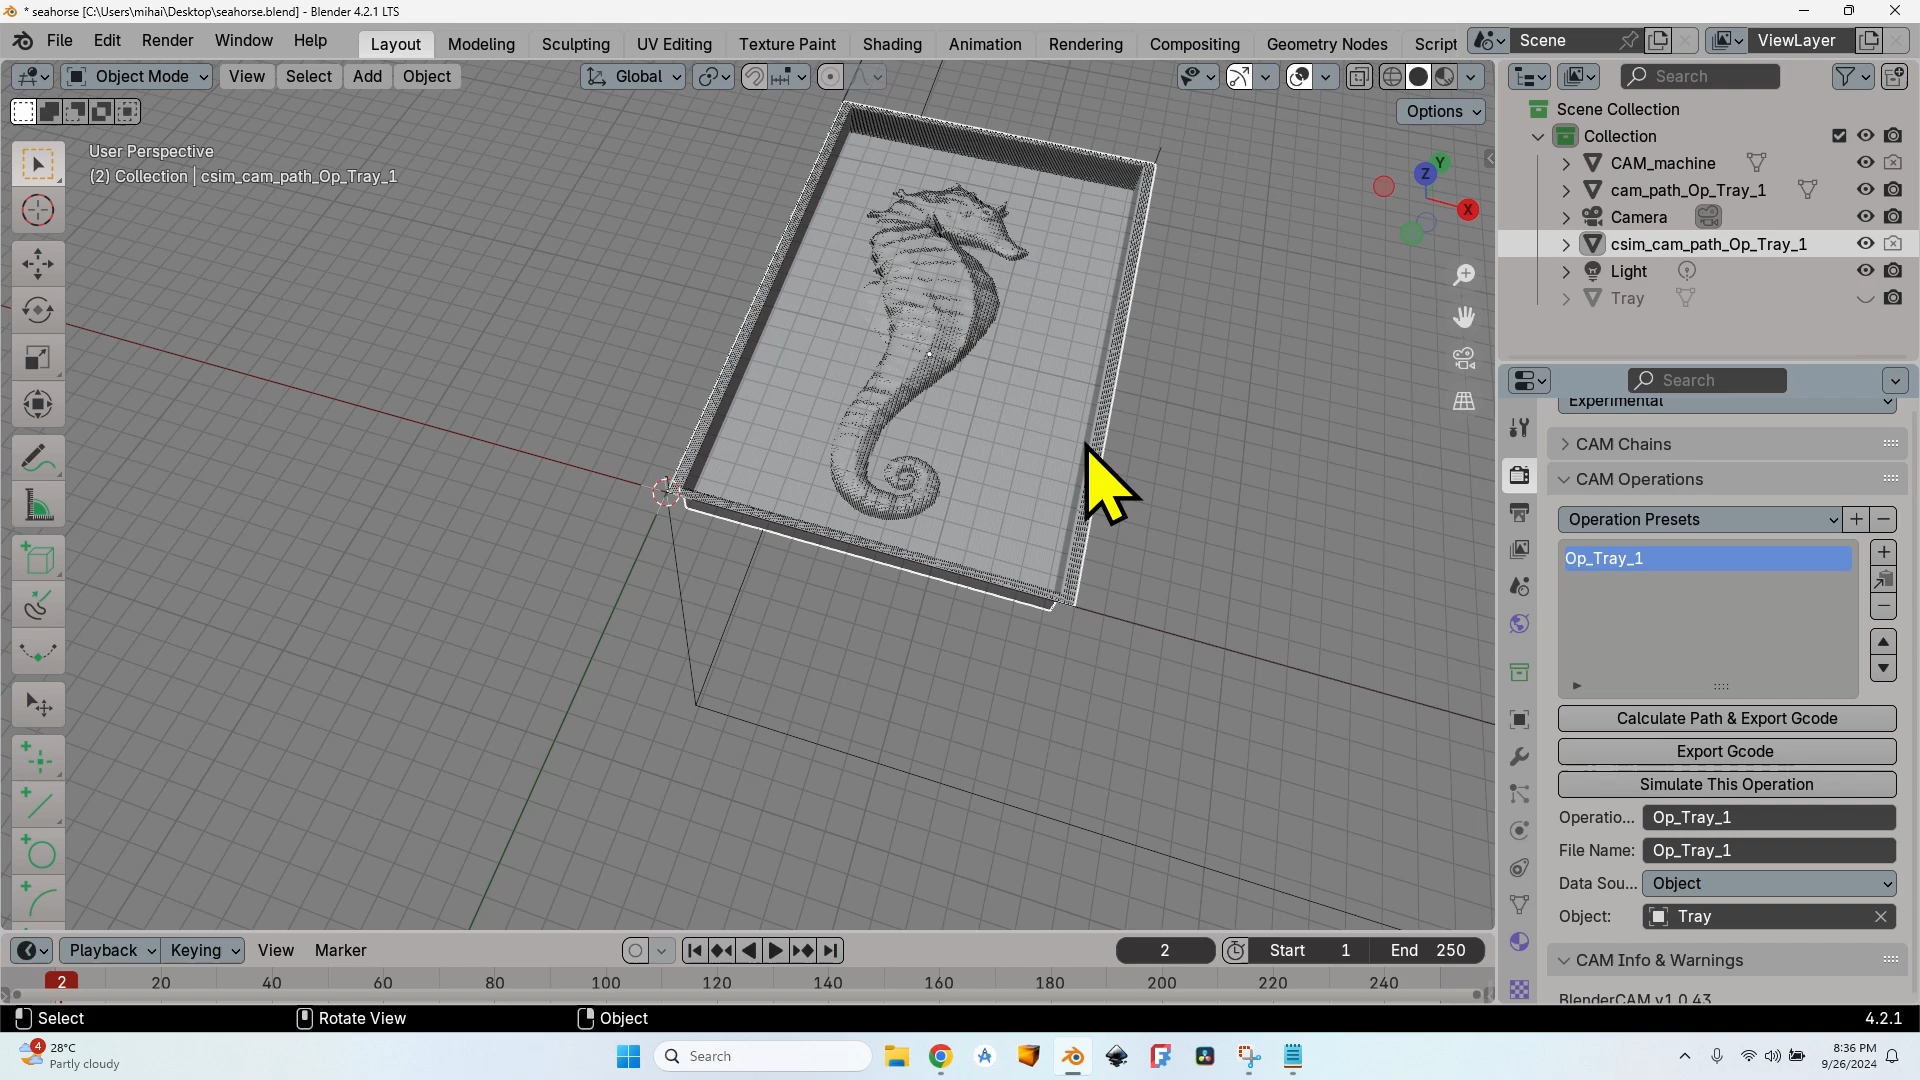 * seahorse [C:\Users\mihai\Desktop\seahorse.blend] - Blender 4.2.1 LTS
File Edit Render Window Help Layout Modeling Sculpting UV Editing Texture Paint Shading Animation Rendering Compositing Geometry Nodes Script Scene ViewLayer
Object Mode View Select Add Object Global Search
Options
User Perspective
(2) Collection | csim_cam_path_Op_Tray_1
Y
Z
X
Scene Collection
Collection
CAM_machine
cam_path_Op_Tray_1
Camera
csim_cam_path_Op_Tray_1
Light
Tray
Search
Experimental
CAM Chains
CAM Operations
Operation Presets
Op_Tray_1
Calculate Path & Export Gcode
Export Gcode
Simulate This Operation
Operatio... Op_Tray_1
File Name: Op_Tray_1
Data Sou... Object
Object: Tray
CAM Info & Warnings
BlenderCAM v1.0.43
Playback Keying View Marker 2 Start 1 End 250
2 20 40 60 80 100 120 140 160 180 200 220 240
Select Rotate View Object 4.2.1
4 28°C
Partly cloudy
Search
8:36 PM
9/26/2024